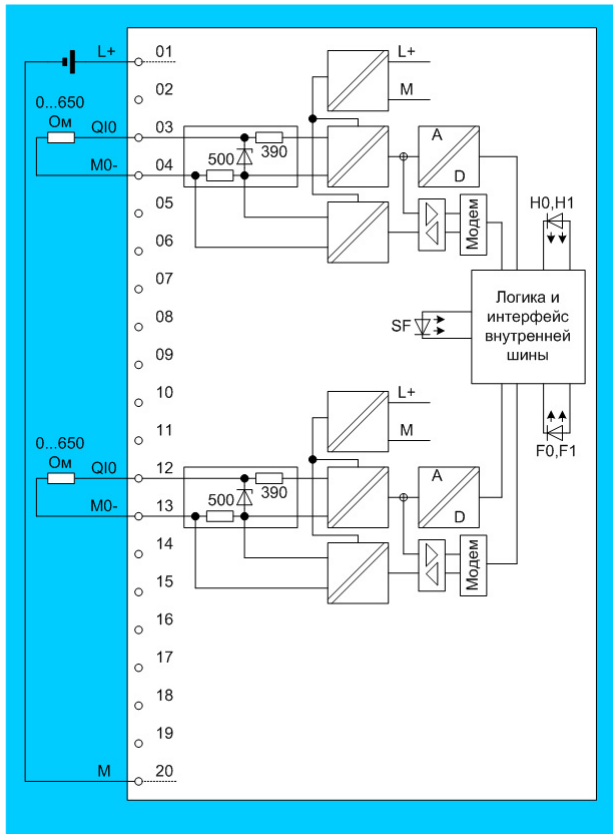 L+
01
L+
02
M
0...650
Ом
QI0
03
390
A
D
M0-
04
500
05
H0,H1
06
Модем
07
Логика и
интерфейс
внутренней
шины
08
SF
09
10
L+
11
M
F0,F1
0...650
Ом
QI0
12
390
A
D
M0-
13
500
14
Модем
15
16
17
18
19
M
20